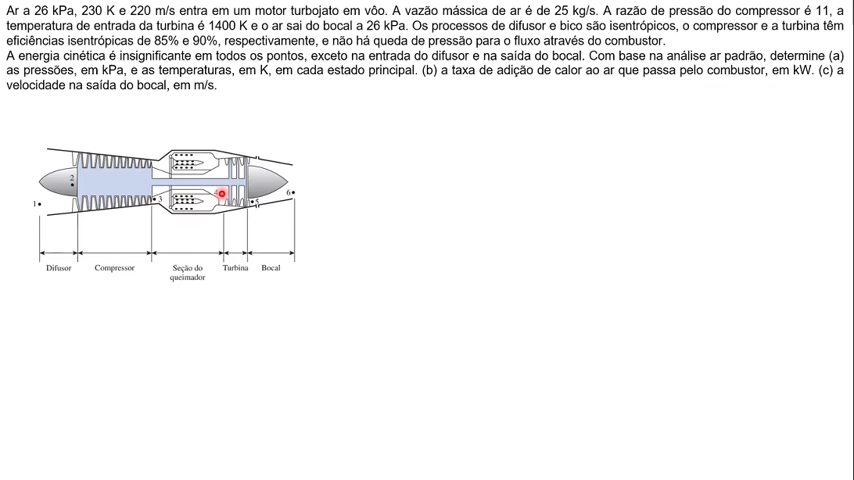 Ar a 26 kPa, 230 K e 220 m/s entra em um motor turbojato em vôo. A vazão mássica de ar é de 25 kg/s. A razão de pressão do compressor é 11, a
temperatura de entrada da turbina é 1400 K e o ar sai do bocal a 26 kPa. Os processos de difusor e bico são isentrópicos, o compressor e a turbina têm
eficiências isentrópicas de 85% e 90%, respectivamente, e não há queda de pressão para o fluxo através do combustor.
A energia cinética é insignificante em todos os pontos, exceto na entrada do difusor e na saída do bocal. Com base na análise ar padrão, determine (a)
as pressões, em kPa, e as temperaturas, em K, em cada estado principal. (b) a taxa de adição de calor ao ar que passa pelo combustor, em kW. (c) a
velocidade na saída do bocal, em m/s.
2
6
3
5
1
Difusor Compressor Seção do Turbina Bocal
queimador